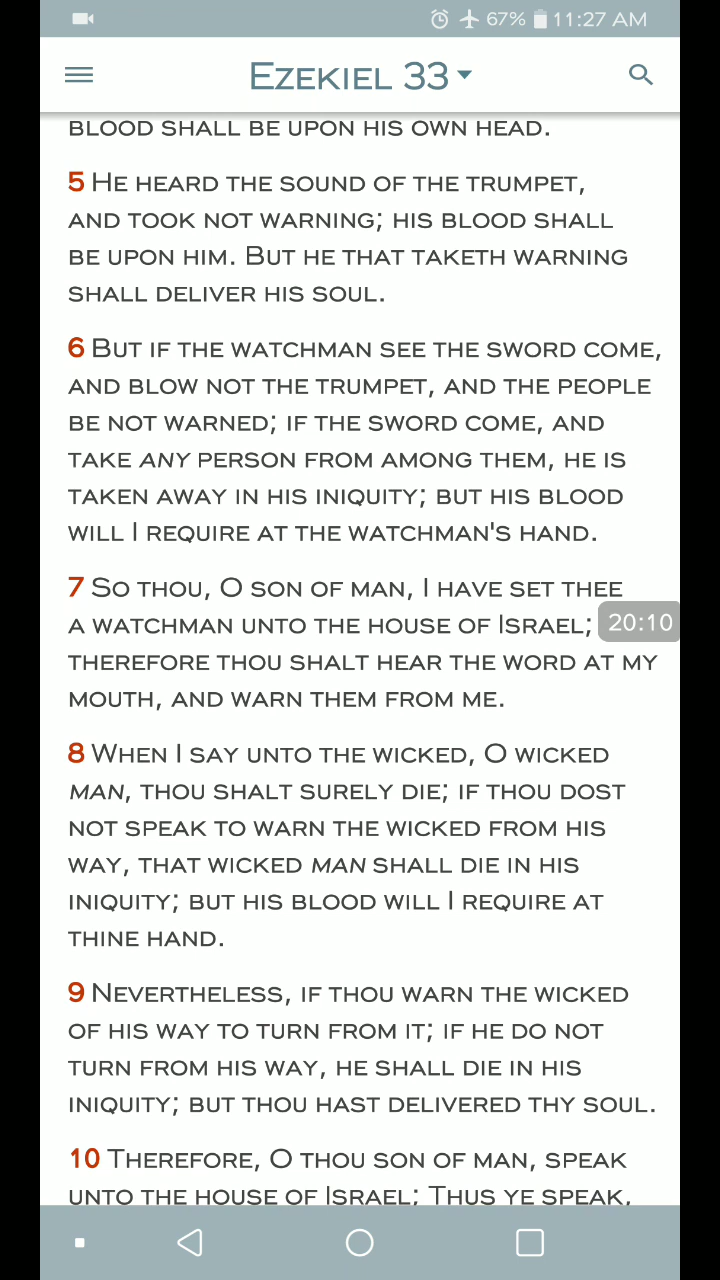 67% 11:27 AM
Ezekiel 33
blood shall be upon his own head.
5 He heard the sound of the trumpet,
and took not warning; his blood shall
be upon him. But he that taketh warning
shall deliver his soul.
6 But if the watchman see the sword come,
and blow not the trumpet, and the people
be not warned; if the sword come, and
take any person from among them, he is
taken away in his iniquity; but his blood
will I require at the watchman's hand.
7 So thou, O son of man, I have set thee
a watchman unto the house of Israel;
20:10
therefore thou shalt hear the word at my
mouth, and warn them from me.
8 When I say unto the wicked, O wicked
man, thou shalt surely die; if thou dost
not speak to warn the wicked from his
way, that wicked man shall die in his
iniquity; but his blood will I require at
thine hand.
9 Nevertheless, if thou warn the wicked
of his way to turn from it; if he do not
turn from his way, he shall die in his
iniquity; but thou hast delivered thy soul.
10 Therefore, O thou son of man, speak
unto the house of Israel; Thus ye speak,